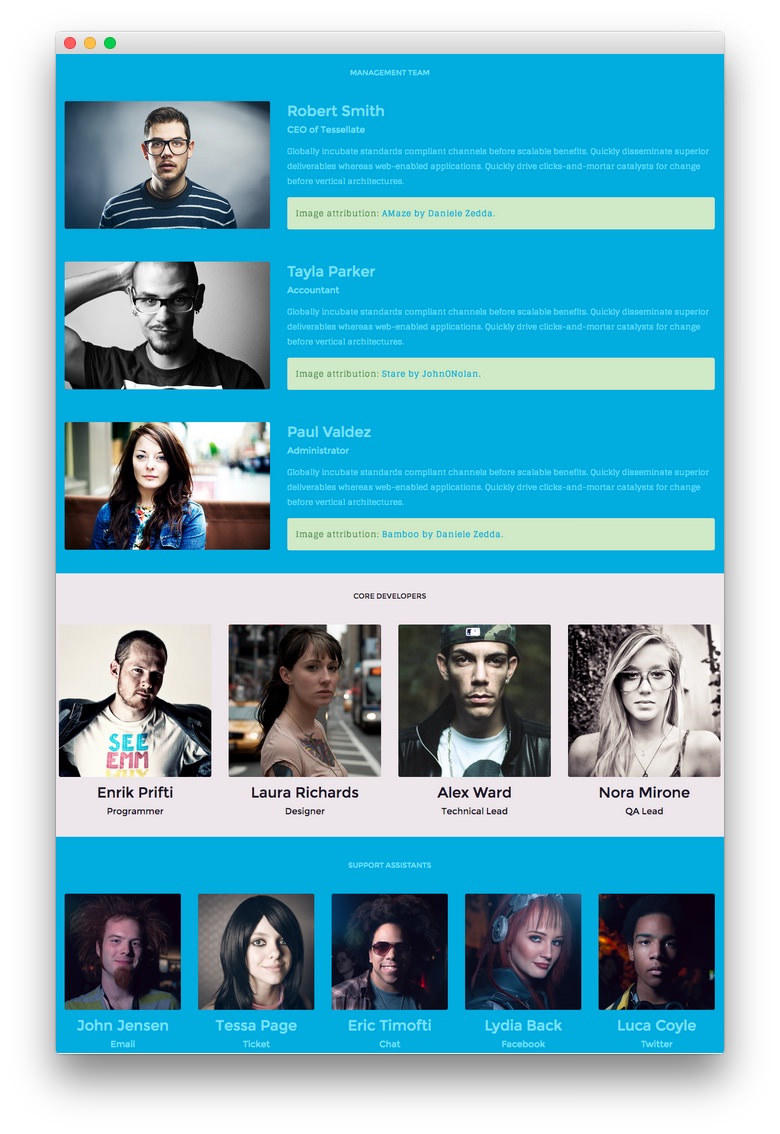 MANAGEMENT TEAM
Robert Smith
CEO of Tessellate
Globally incubate standards compliant channels before scalable benefits. Quickly disseminate superior
deliverables whereas web-enabled applications. Quickly drive clicks-and-mortar catalysts for change
before vertical architectures.
Image attribution: AMaze by Daniele Zedda.
Tayla Parker
Accountant
Globally incubate standards compliant channels before scalable benefits. Quickly disseminate superior
deliverables whereas web-enabled applications. Quickly drive clicks-and-mortar catalysts for change
before vertical architectures.
Image attribution: Stare by JohnONolan.
Paul Valdez
Administrator
Globally incubate standards compliant channels before scalable benefits. Quickly disseminate superior
deliverables whereas web-enabled applications. Quickly drive clicks-and-mortar catalysts for change
before vertical architectures.
Image attribution: Bamboo by Daniele Zedda.
CORE DEVELOPERS
SEE
EMM
Enrik Prifti
Programmer
Laura Richards
Designer
Alex Ward
Technical Lead
Nora Mirone
QA Lead
SUPPORT ASSISTANTS
John Jensen
Email
Tessa Page
Ticket
Eric Timofti
Chat
Lydia Back
Facebook
Luca Coyle
Twitter